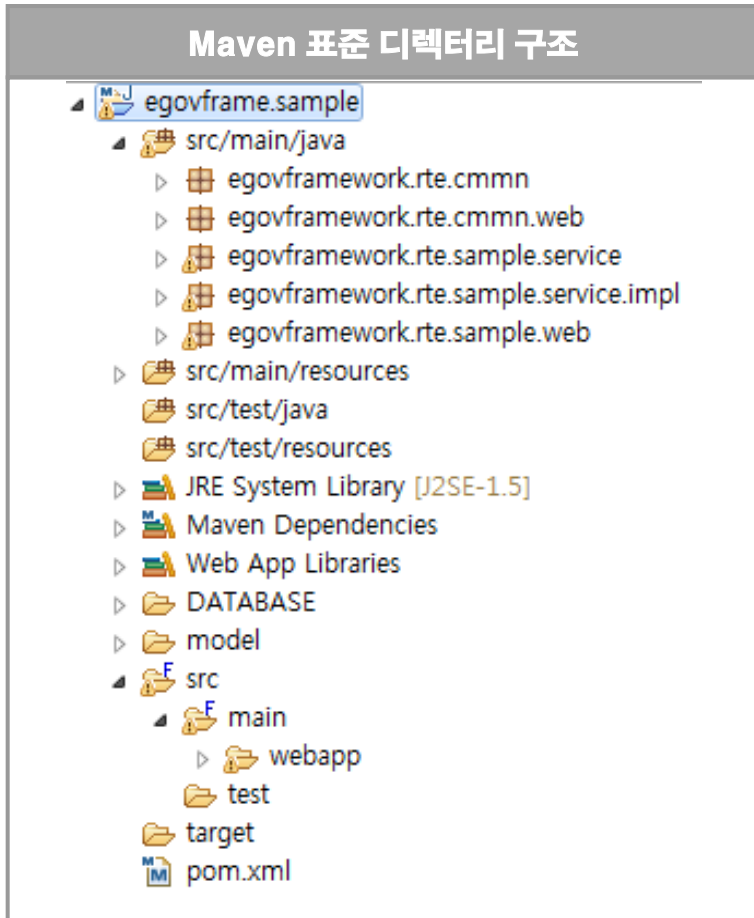 Maven 표준 디렉터리 구조
egovframe.sample
src/main/java
egovframework.rte.cmmn
egovframework.rte.cmmn.web
egovframework.rte.sample.service
egovframework.rte.sample.service.impl
egovframework.rte.sample.web
src/main/resources
src/test/java
src/test/resources
JRE System Library [J2SE-1.5]
Maven Dependencies
Web App Libraries
DATABASE
model
src
main
webapp
test
target
pom.xml